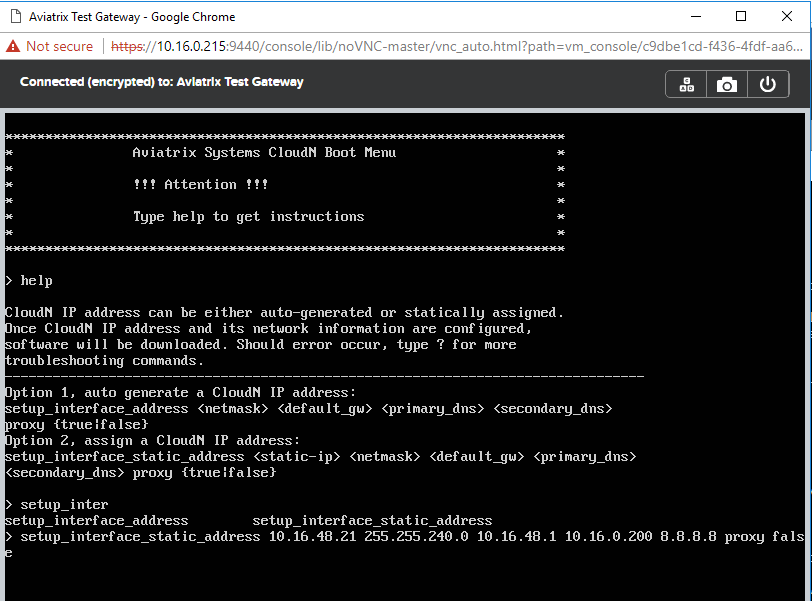 Aviatrix Test Gateway - Google Chrome
Not secure | https://10.16.0.215:9440/console/lib/noVNC-master/vnc_auto.html?path=vm_console/c9dbe1cd-f436-4fdf-aa6...
Connected (encrypted) to: Aviatrix Test Gateway
**********************************************************************
* Aviatrix Systems CloudN Boot Menu *
* *
* !!! Attention !!! *
* *
* Type help to get instructions *
* *
**********************************************************************
> help
CloudN IP address can be either auto-generated or statically assigned.
Once CloudN IP address and its network information are configured,
software will be downloaded. Should error occur, type ? for more
troubleshooting commands.
--------------------------------------------------------------------------------
Option 1, auto generate a CloudN IP address:
setup_interface_address <netmask> <default_gw> <primary_dns> <secondary_dns>
proxy {true|false}
Option 2, assign a CloudN IP address:
setup_interface_static_address <static-ip> <netmask> <default_gw> <primary_dns>
<secondary_dns> proxy {true|false}
> setup_inter
setup_interface_address setup_interface_static_address
> setup_interface_static_address 10.16.48.21 255.255.240.0 10.16.48.1 10.16.0.200 8.8.8.8 proxy fals
e